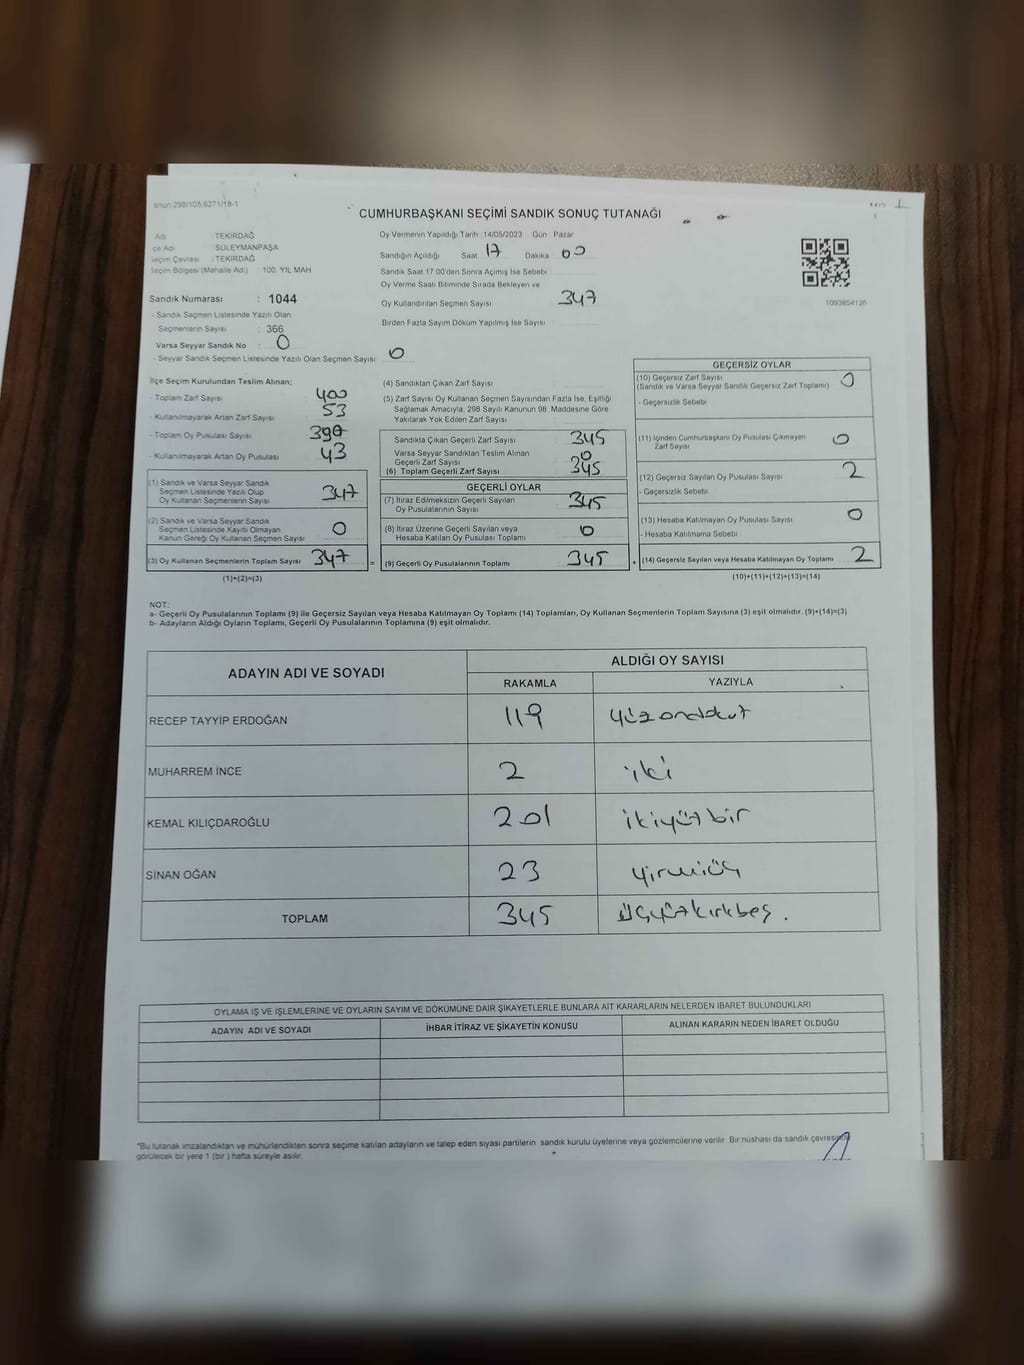 298/105;6271/18-1
CUMHURBAŞKANI SEÇİMİ SANDIK SONUÇ TUTANAĞI
Adı TEKİRDAĞ
Adı : SÜLEYMANPAŞA
Seçim Çevresi : TEKİRDAĞ
Seçim Bölgesi (Mahalle Adı) : 100. YIL MAH
Sandık Numarası : 1044
- Sandık Seçmen Listesinde Yazılı Olan
Seçmenlerin Sayısı : 366
Varsa Seyyar Sandık No : 0
- Seyyar Sandık Seçmen Listesinde Yazılı Olan Seçmen Sayısı : 0
Oy Vermenin Yapıldığı Tarih :14/05/2023 Gün : Pazar
Sandığın Açıldığı Saat 17 Dakika 00
Sandık Saat 17:00'den Sonra Açımış İse Sebebi
Oy Verme Saati Bitiminde Sırada Bekleyen ve
Oy Kullandırılan Seçmen Sayısı 347
Birden Fazla Sayım Döküm Yapılmış İse Sayısı
1093854126
İlçe Seçim Kurulundan Teslim Alınan;
- Toplam Zarf Sayısı 400
- Kullanılmayarak Artan Zarf Sayısı 53
- Toplam Oy Pusulası Sayısı 390
- Kullanılmayarak Artan Oy Pusulası 43
(1) Sandık ve Varsa Seyyar Sandık
Seçmen Listesinde Yazılı Olup
Oy Kullanan Seçmenlerin Sayısı 347
(2) Sandık ve Varsa Seyyar Sandık
Seçmen Listesinde Kayıtlı Olmayan
Kanun Gereği Oy Kullanan Seçmen Sayısı 0
(3) Oy Kullanan Seçmenlerin Toplam Sayısı 347 =
(1)+(2)=(3)
(4) Sandıktan Çıkan Zarf Sayısı
(5) Zarf Sayısı Oy Kullanan Seçmen Sayısından Fazla İse, Eşitliği
Sağlamak Amacıyla; 298 Sayılı Kanunun 98. Maddesine Göre
Yakılarak Yok Edilen Zarf Sayısı
Sandıkta Çıkan Geçerli Zarf Sayısı 345
Varsa Seyyar Sandıktan Teslim Alınan
Geçerli Zarf Sayısı 0
(6) Toplam Geçerli Zarf Sayısı 345
GEÇERLİ OYLAR
(7) İtiraz Edilmeksizin Geçerli Sayılan
Oy Pusulalarının Sayısı 345
(8) İtiraz Üzerine Geçerli Sayılan veya
Hesaba Katılan Oy Pusulası Toplamı 0
(9) Geçerli Oy Pusulalarının Toplamı 345 +
GEÇERSİZ OYLAR
(10) Geçersiz Zarf Sayısı 0
(Sandık ve Varsa Seyyar Sandık Geçersiz Zarf Toplamı)
- Geçersizlik Sebebi
(11) İçinden Cumhurbaşkanı Oy Pusulası Çıkmayan
Zarf Sayısı 0
(12) Geçersiz Sayılan Oy Pusulası Sayısı 2
- Geçersizlik Sebebi
(13) Hesaba Katılmayan Oy Pusulası Sayısı 0
- Hesaba Katılmama Sebebi
(14) Geçersiz Sayılan veya Hesaba Katılmayan Oy Toplamı 2
(10)+(11)+(12)+(13)=(14)
NOT:
a- Geçerli Oy Pusulalarının Toplamı (9) ile Geçersiz Sayılan veya Hesaba Katılmayan Oy Toplamı (14) Toplamları, Oy Kullanan Seçmenlerin Toplam Sayısına (3) eşit olmalıdır. (9)+(14)=(3)
b- Adayların Aldığı Oyların Toplamı, Geçerli Oy Pusulalarının Toplamına (9) eşit olmalıdır.
ADAYIN ADI VE SOYADI ALDIĞI OY SAYISI
RAKAMLA YAZIYLA
RECEP TAYYİP ERDOĞAN 119
MUHARREM İNCE 2 iki
KEMAL KILIÇDAROĞLU 201 ikiyüzbir
SİNAN OĞAN 23 yirmiüç
TOPLAM 345 üçyüzkırkbeş.
OYLAMA İŞ VE İŞLEMLERİNE VE OYLARIN SAYIM VE DÖKÜMÜNE DAİR ŞİKAYETLERLE BUNLARA AİT KARARLARIN NELERDEN İBARET BULUNDUKLARI
ADAYIN ADI VE SOYADI İHBAR İTİRAZ VE ŞİKAYETİN KONUSU ALINAN KARARIN NEDEN İBARET OLDUĞU
*Bu tutanak imzalandıktan ve mühürlendikten sonra seçime katılan adayların ve talep eden siyasi partilerin sandık kurulu üyelerine veya gözlemcilerine verilir. Bir nüshası da sandık çevresinde
görülecek bir yere 1 (bir) hafta süreyle asılır.